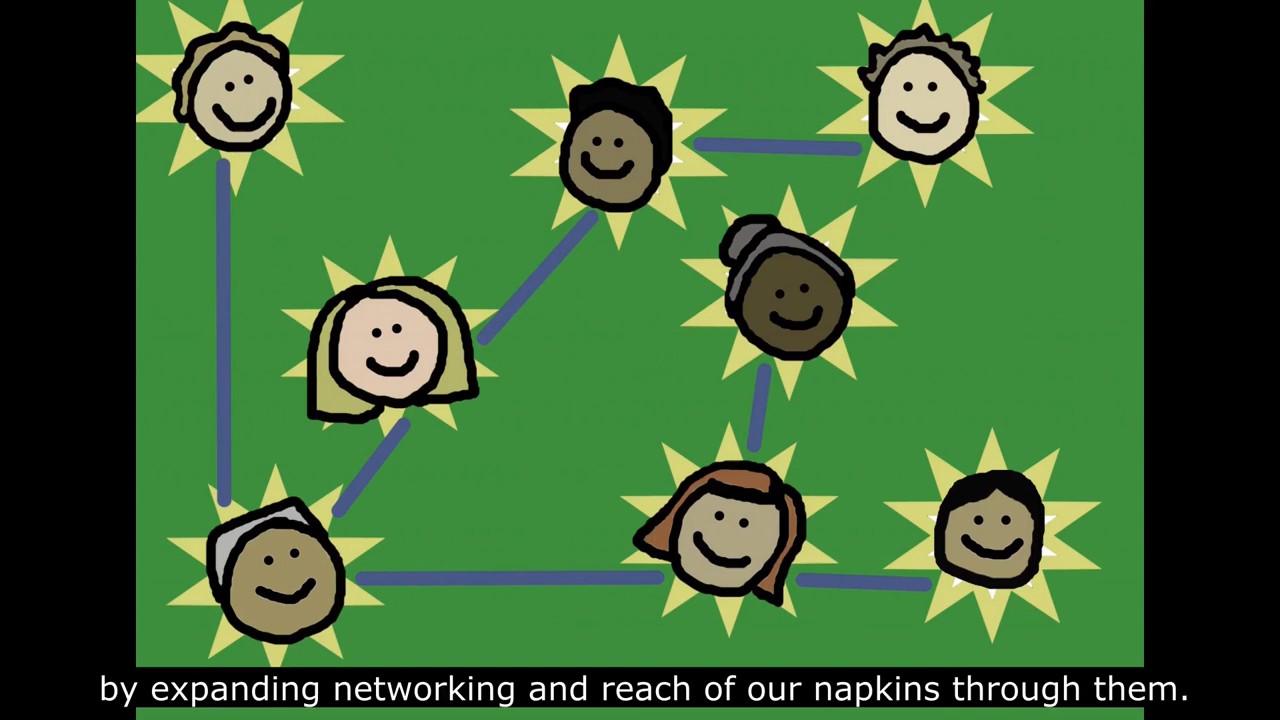 by expanding networking and reach of our napkins through them.